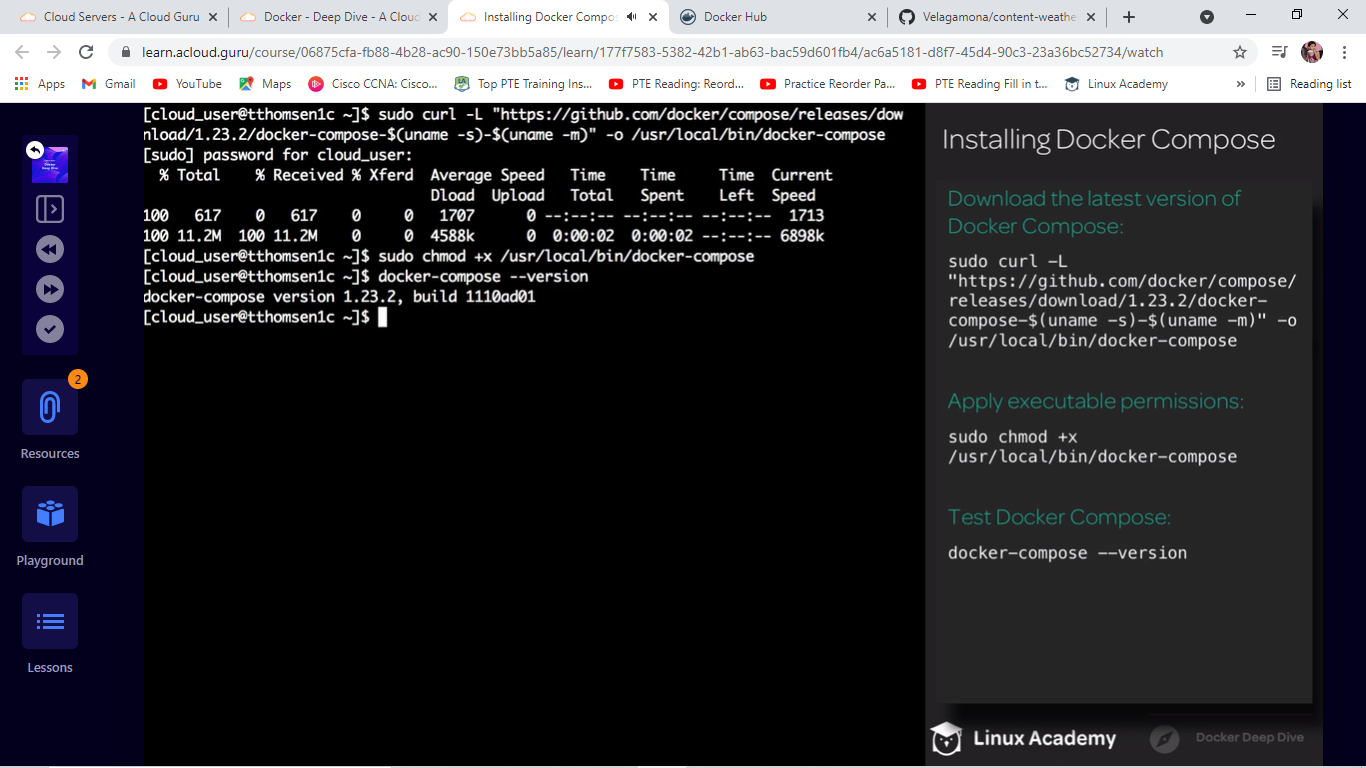 Cloud Servers - A Cloud Guru
Docker - Deep Dive - A Cloud
Installing Docker Compo
Docker Hub
Velagamona/content-weathe
learn.acloud.guru/course/06875cfa-fb88-4b28-ac90-150e73bb5a85/learn/177f7583-5382-42b1-ab63-bac59d601fb4/ac6a5181-d8f7-45d4-90c3-23a36bc52734/watch
Apps
Gmail
YouTube
Maps
Cisco CCNA: Cisco...
Top PTE Training Ins...
PTE Reading: Reord...
Practice Reorder Pa...
PTE Reading Fill in t...
Linux Academy
»
Reading list
[cloud_user@tthomsen1c ~]$ sudo curl -L "https://github.com/docker/compose/releases/dow
nload/1.23.2/docker-compose-$(uname -s)-$(uname -m)" -o /usr/local/bin/docker-compose
[sudo] password for cloud_user:
% Total % Received % Xferd Average Speed Time Time Time Current
Dload Upload Total Spent Left Speed
100 617 0 617 0 0 1707 0 --:--:-- --:--:-- --:--:-- 1713
100 11.2M 100 11.2M 0 0 4588k 0 0:00:02 0:00:02 --:--:-- 6898k
[cloud_user@tthomsen1c ~]$ sudo chmod +x /usr/local/bin/docker-compose
[cloud_user@tthomsen1c ~]$ docker-compose --version
docker-compose version 1.23.2, build 1110ad01
[cloud_user@tthomsen1c ~]$
2
Resources
Playground
Lessons
Installing Docker Compose
Download the latest version of
Docker Compose:
sudo curl -L
"https://github.com/docker/compose/
releases/download/1.23.2/docker-
compose-$(uname -s)-$(uname -m)" -o
/usr/local/bin/docker-compose
Apply executable permissions:
sudo chmod +x
/usr/local/bin/docker-compose
Test Docker Compose:
docker-compose --version
Linux Academy
Docker Deep Dive